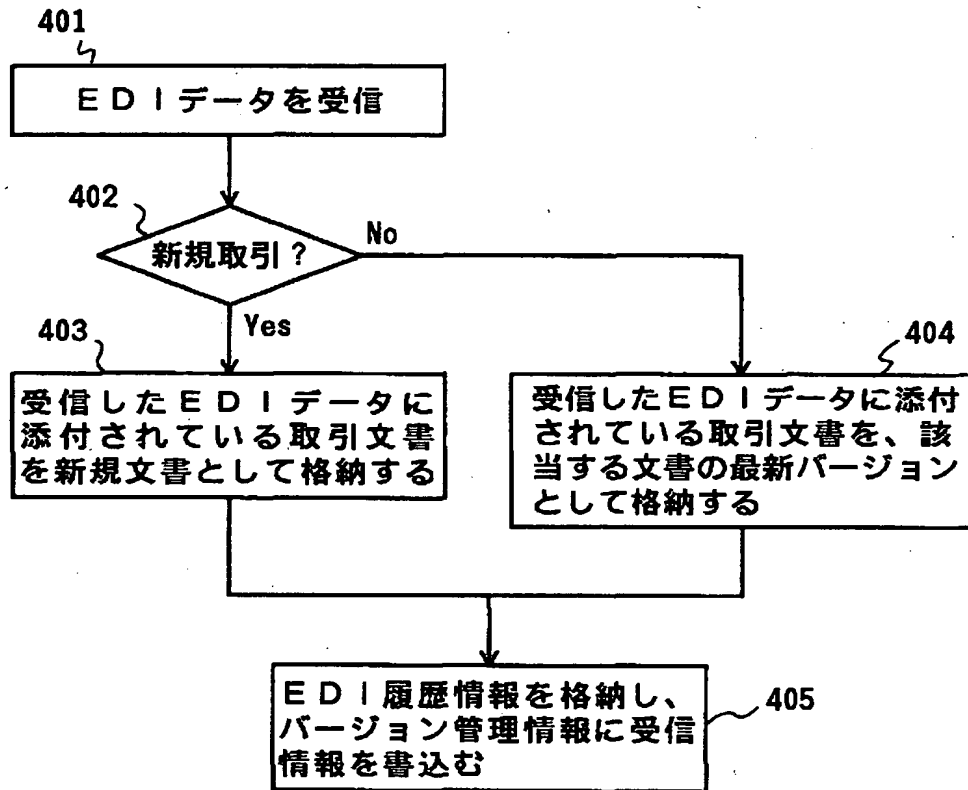 401
ＥＤＩデータを受信
402
新規取引？
No
Yes
403
受信したＥＤＩデータに
添付されている取引文書
を新規文書として格納する
404
受信したＥＤＩデータに添付
されている取引文書を、該
当する文書の最新バージョン
として格納する
ＥＤＩ履歴情報を格納し、
バージョン管理情報に受信
情報を書込む
405